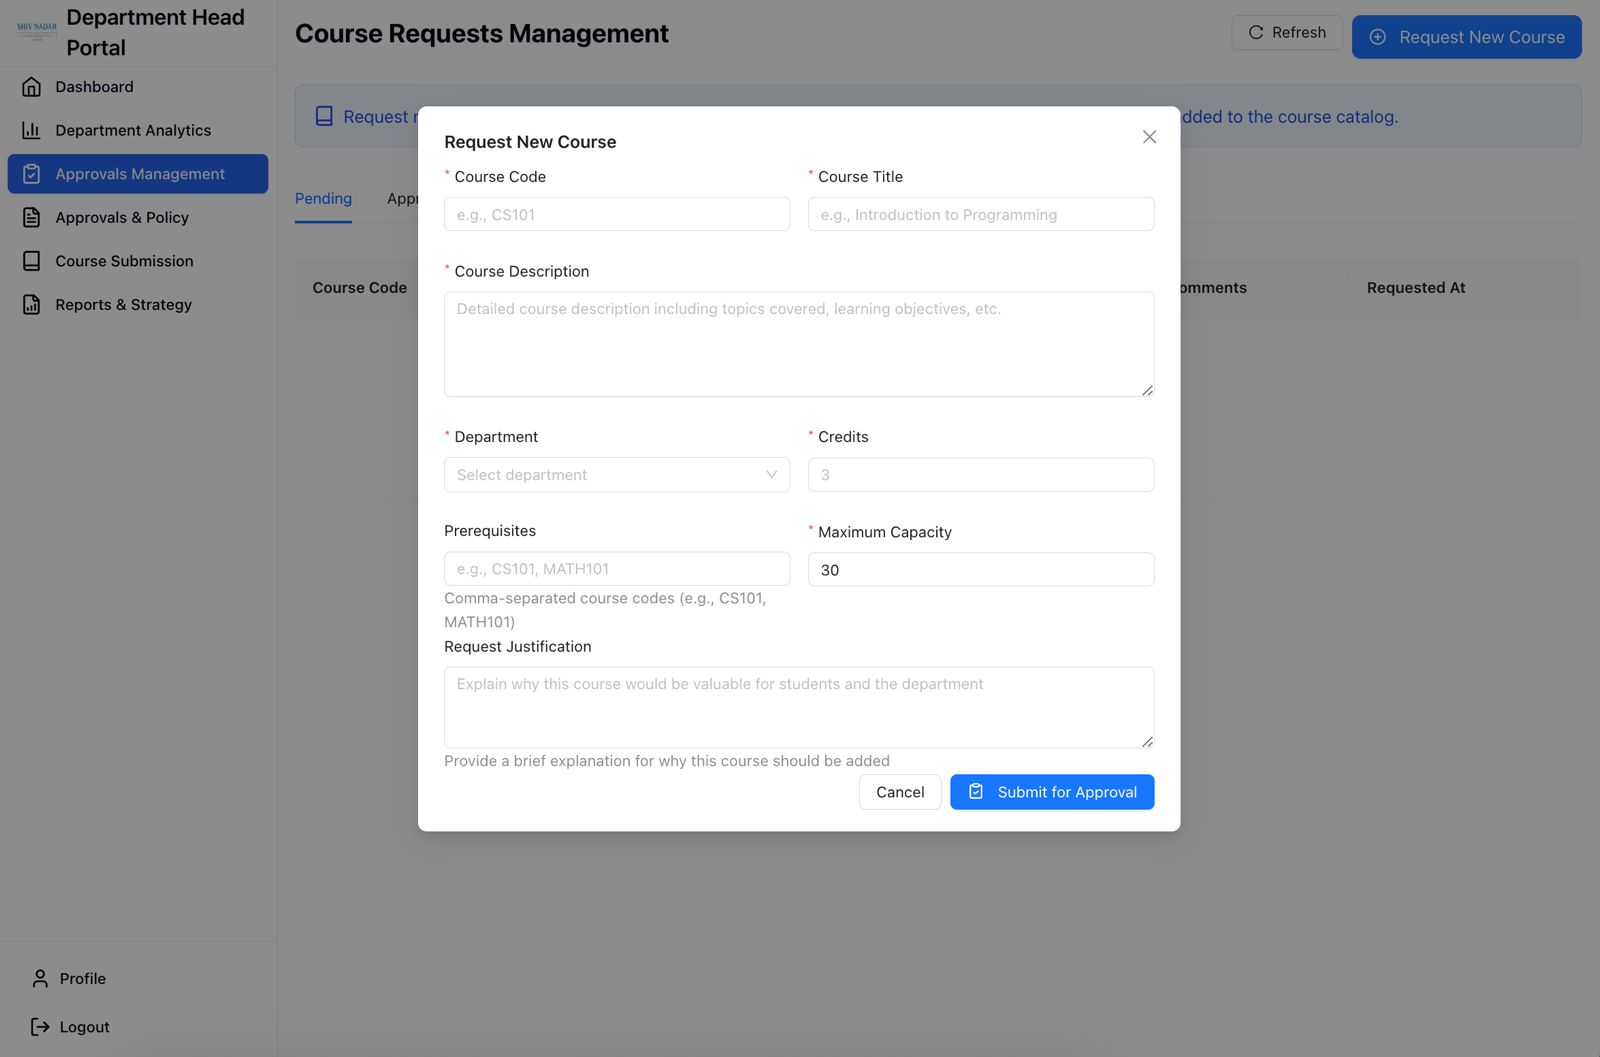 SHIV NADAR
Department Head
Portal
Dashboard
Department Analytics
Approvals Management
Approvals & Policy
Course Submission
Reports & Strategy
Profile
Logout
Course Requests Management
Refresh
Request New Course
Request
dded to the course catalog.
Pending
Appr
Course Code
omments
Requested At
Request New Course
* Course Code
* Course Title
e.g., CS101
e.g., Introduction to Programming
* Course Description
Detailed course description including topics covered, learning objectives, etc.
* Department
* Credits
Select department
3
Prerequisites
* Maximum Capacity
e.g., CS101, MATH101
30
Comma-separated course codes (e.g., CS101,
MATH101)
Request Justification
Explain why this course would be valuable for students and the department
Provide a brief explanation for why this course should be added
Cancel
Submit for Approval